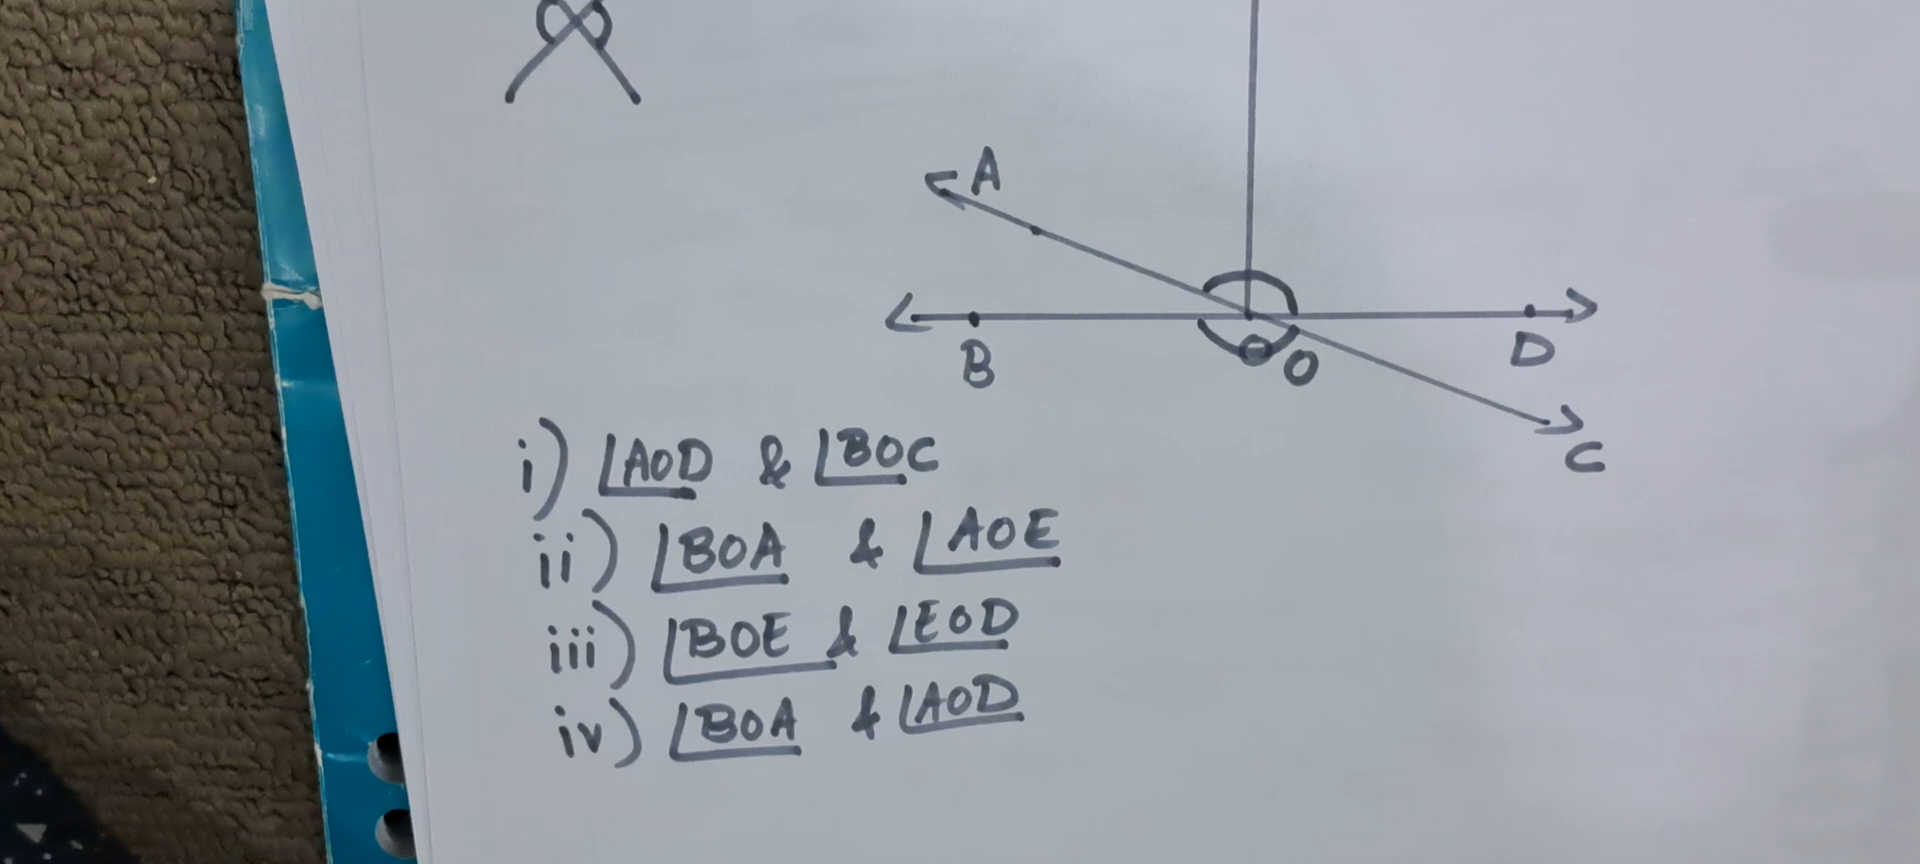 A
B
O
D
C
i) ∠AOD & ∠BOC
ii) ∠BOA & ∠AOE
iii) ∠BOE & ∠EOD
iv) ∠BOA & ∠AOD